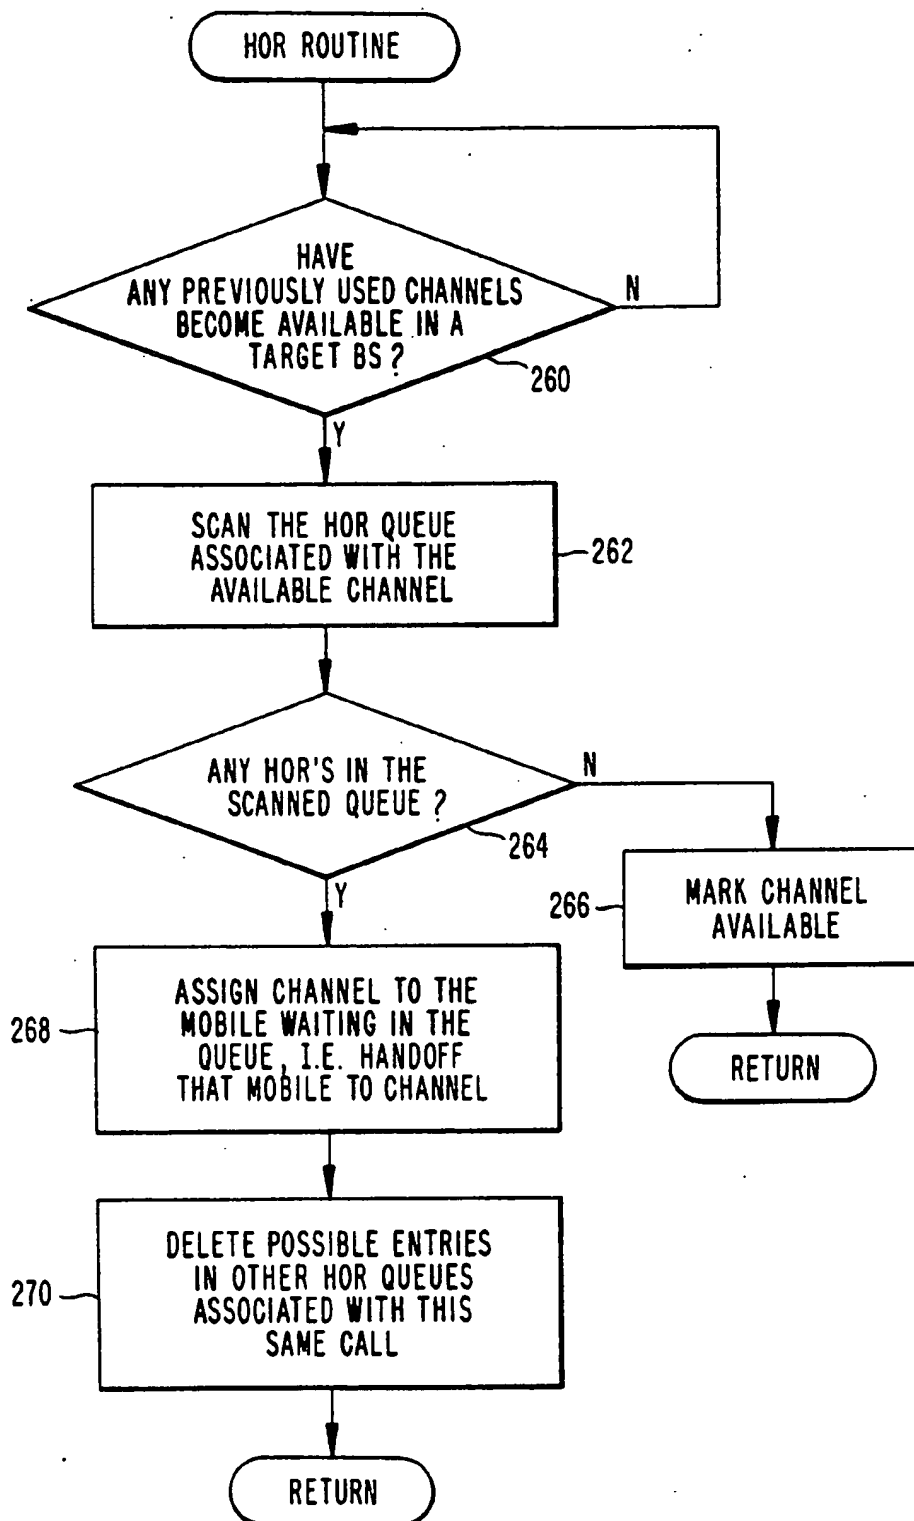 HOR ROUTINE
HAVE
ANY PREVIOUSLY USED CHANNELS
BECOME AVAILABLE IN A
TARGET BS?
N
260
Y
SCAN THE HOR QUEUE
ASSOCIATED WITH THE
AVAILABLE CHANNEL
262
ANY HOR'S IN THE
SCANNED QUEUE?
N
264
Y
266
MARK CHANNEL
AVAILABLE
RETURN
268
ASSIGN CHANNEL TO THE
MOBILE WAITING IN THE
QUEUE, I.E. HANDOFF
THAT MOBILE TO CHANNEL
270
DELETE POSSIBLE ENTRIES
IN OTHER HOR QUEUES
ASSOCIATED WITH THIS
SAME CALL
RETURN